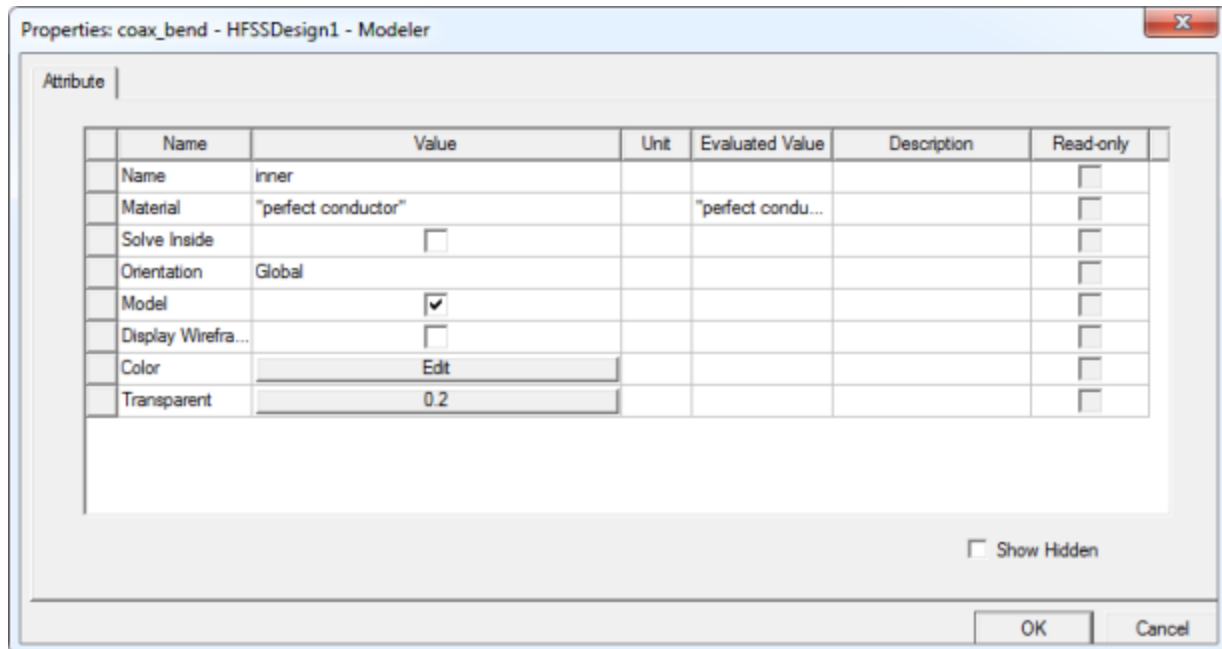 Properties: coax_bend - HFSSDesign1 - Modeler
Attribute
Name Value Unit Evaluated Value Description Read-only
Name inner
Material "perfect conductor" "perfect condu...
Solve Inside
Orientation Global
Model
Display Wirefra...
Color Edit
Transparent 0.2
Show Hidden
OK Cancel